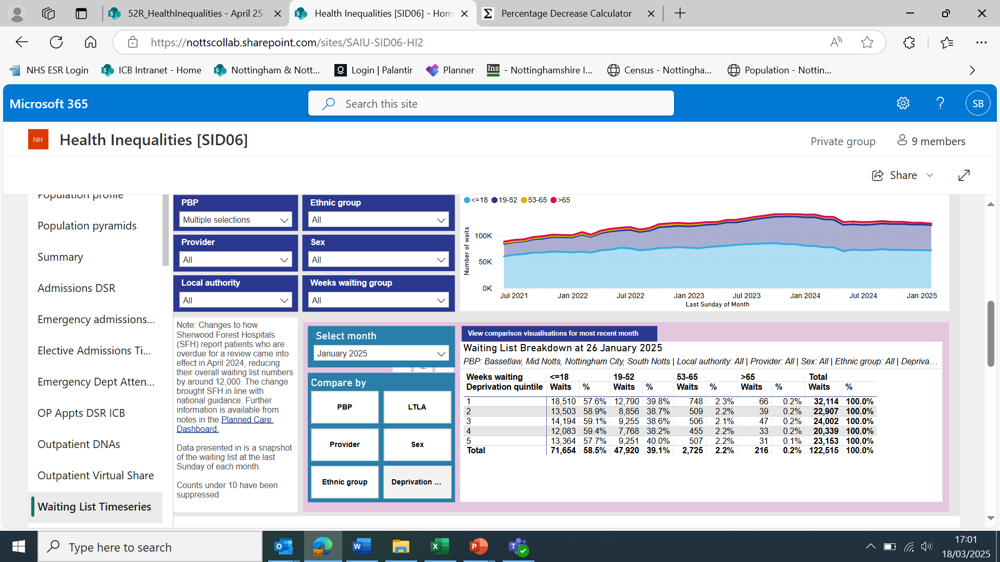 52R_HealthInequalities - April 25
Health Inequalities [SID06] - Hom
Percentage Decrease Calculator
https://nottscollab.sharepoint.com/sites/SAIU-SID06-HI2
NHS ESR Login
ICB Intranet - Home
Nottingham & Nott...
Login | Palantir
Planner
Ins - Nottinghamshire I...
Census - Nottingha...
Population - Nottin...
Microsoft 365
Search this site
SB
NH
Health Inequalities [SID06]
Private group
9 members
Share
Population profile
Population pyramids
Summary
Admissions DSR
Emergency admissions...
Elective Admissions Ti...
Emergency Dept Atten...
OP Appts DSR ICB
Outpatient DNAs
Outpatient Virtual Share
Waiting List Timeseries
PBP
Multiple selections
Ethnic group
All
Provider
All
Sex
All
Local authority
All
Weeks waiting group
All
<=18 19-52 53-65 >65
Number of waits
100K
50K
0K
Jul 2021 Jan 2022 Jul 2022 Jan 2023 Jul 2023 Jan 2024 Jul 2024 Jan 2025
Last Sunday of Month
Note: Changes to how
Sherwood Forest Hospitals
(SFH) report patients who are
overdue for a review came into
effect in April 2024, reducing
their overall waiting list numbers
by around 12,000. The change
brought SFH in line with
national guidance. Further
information is available from
notes in the Planned Care
Dashboard.
Data presented in is a snapshot
of the waiting list at the last
Sunday of each month.
Counts under 10 have been
suppressed
Select month
January 2025
Compare by
PBP LTLA
Provider Sex
Ethnic group Deprivation ...
View comparison visualisations for most recent month
Waiting List Breakdown at 26 January 2025
PBP: Bassetlaw, Mid Notts, Nottingham City, South Notts | Local authority: All | Provider: All | Sex: All | Ethnic group: All | Depriva...
Weeks waiting <=18 19-52 53-65 >65 Total
Deprivation quintile Waits % Waits % Waits % Waits % Waits %
1 18,510 57.6% 12,790 39.8% 748 2.3% 66 0.2% 32,114 100.0%
2 13,503 58.9% 8,856 38.7% 509 2.2% 39 0.2% 22,907 100.0%
3 14,194 59.1% 9,255 38.6% 506 2.1% 47 0.2% 24,002 100.0%
4 12,083 59.4% 7,768 38.2% 455 2.2% 33 0.2% 20,339 100.0%
5 13,364 57.7% 9,251 40.0% 507 2.2% 31 0.1% 23,153 100.0%
Total 71,654 58.5% 47,920 39.1% 2,725 2.2% 216 0.2% 122,515 100.0%
Type here to search
17:01
18/03/2025